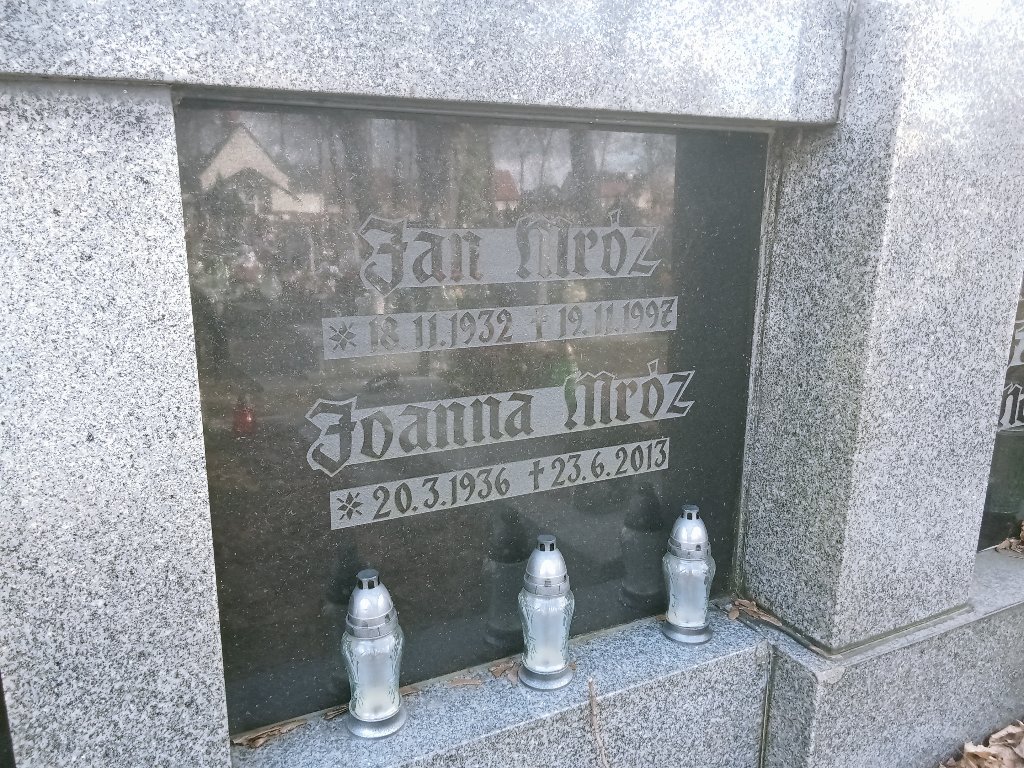 Jan Mróz
* 18.11.1932 † 19.11.1997
Joanna Mróz
* 20.3.1936 † 23.6.2013